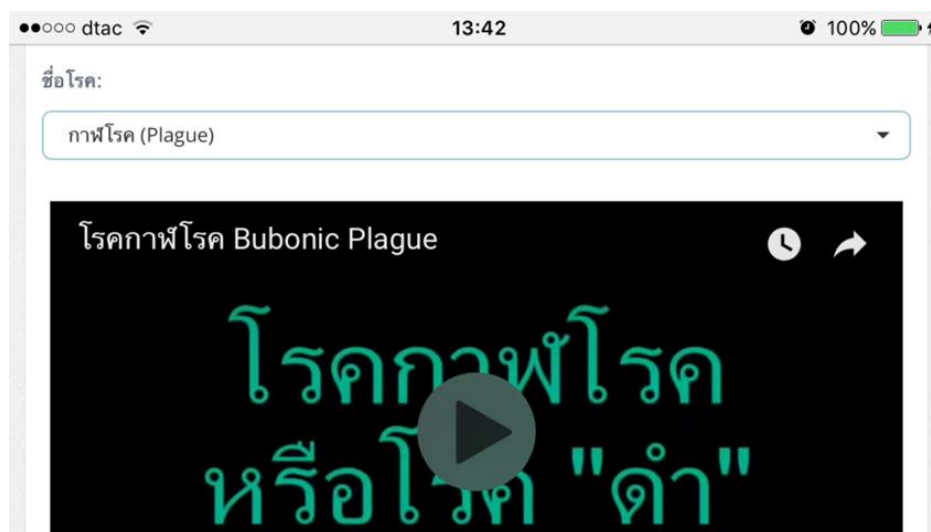 dtac 13:42 100%
ชื่อโรค:
กาฬโรค (Plague)
โรคกาฬโรค Bubonic Plague
โรคกาฬโรค
หรือโรค "ดำ"